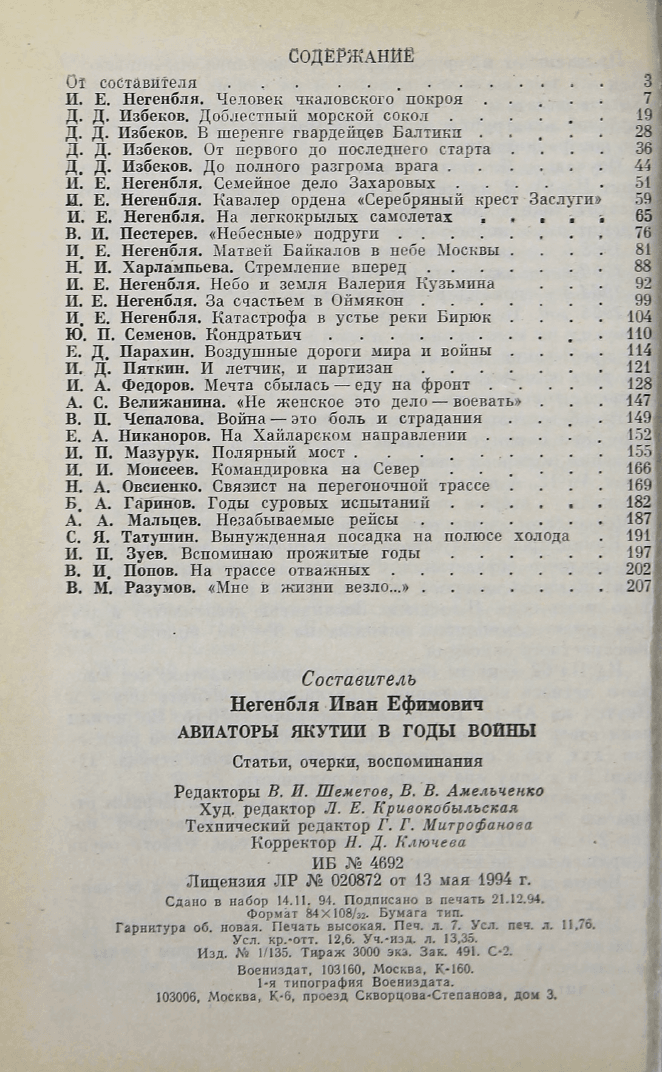 СОДЕРЖАНИЕ
От составителя . . . . . . . . . . . . . 3
И. Е. Негенбля. Человек чкаловского покроя . . . . . 7
Д. Д. Избеков. Доблестный морской сокол . . . . . . 19
Д. Д. Избеков. В шеренге гвардейцев Балтики . . . . . 28
Д. Д. Избеков. От первого до последнего старта . . . . 36
Д. Д. Избеков. До полного разгрома врага . . . . . . 44
И. Е. Негенбля. Семейное дело Захаровых . . . . . 51
И. Е. Негенбля. Кавалер ордена «Серебряный крест Заслуги» 59
И. Е. Негенбля. На легкокрылых самолетах . . . . . 65
В. И. Пестерев. «Небесные» подруги . . . . . . . . 76
И. Е. Негенбля. Матвей Байкалов в небе Москвы . . . . 81
Н. И. Харлампьева. Стремление вперед . . . . . . . 88
И. Е. Негенбля. Небо и земля Валерия Кузьмина . . . 92
И. Е. Негенбля. За счастьем в Оймякон . . . . . . . 99
И. Е. Негенбля. Катастрофа в устье реки Бирюк . . . . 104
Ю. П. Семенов. Кондратьич . . . . . . . . . . 110
Е. Д. Парахин. Воздушные дороги мира и войны . . . . 114
И. Д. Пяткин. И летчик, и партизан . . . . . . . 121
И. А. Федоров. Мечта сбылась — еду на фронт . . . . . 128
А. С. Велижанина. «Не женское это дело — воевать» . . . 147
В. П. Чепалова. Война — это боль и страдания . . . . 149
Е. А. Никаноров. На Хайларском направлении . . . . . 152
И. П. Мазурук. Полярный мост . . . . . . . . . 155
И. И. Моисеев. Командировка на Север . . . . . . 166
Н. А. Овсиенко. Связист на перегоночной трассе . . . . 169
Б. А. Гаринов. Годы суровых испытаний . . . . . . 182
А. А. Мальцев. Незабываемые рейсы . . . . . . . 187
С. Я. Татушин. Вынужденная посадка на полюсе холода . 191
И. П. Зуев. Вспоминаю прожитые годы . . . . . . 197
В. И. Попов. На трассе отважных . . . . . . . . 202
В. М. Разумов. «Мне в жизни везло...» . . . . . . . 207
Составитель
Негенбля Иван Ефимович
АВИАТОРЫ ЯКУТИИ В ГОДЫ ВОЙНЫ
Статьи, очерки, воспоминания
Редакторы В. И. Шеметов, В. В. Амельченко
Худ. редактор Л. Е. Кривокобыльская
Технический редактор Г. Г. Митрофанова
Корректор Н. Д. Ключева
ИБ № 4692
Лицензия ЛР № 020872 от 13 мая 1994 г.
Сдано в набор 14.11. 94. Подписано в печать 21.12.94.
Формат 84×108/32. Бумага тип.
Гарнитура об. новая. Печать высокая. Печ. л. 7. Усл. печ. л. 11,76.
Усл. кр.-отт. 12,6. Уч.-изд. л. 13,35.
Изд. № 1/135. Тираж 3000 экз. Зак. 491. С-2.
Воениздат, 103160, Москва, К-160.
1-я типография Воениздата.
103006, Москва, К-6, проезд Скворцова-Степанова, дом 3.